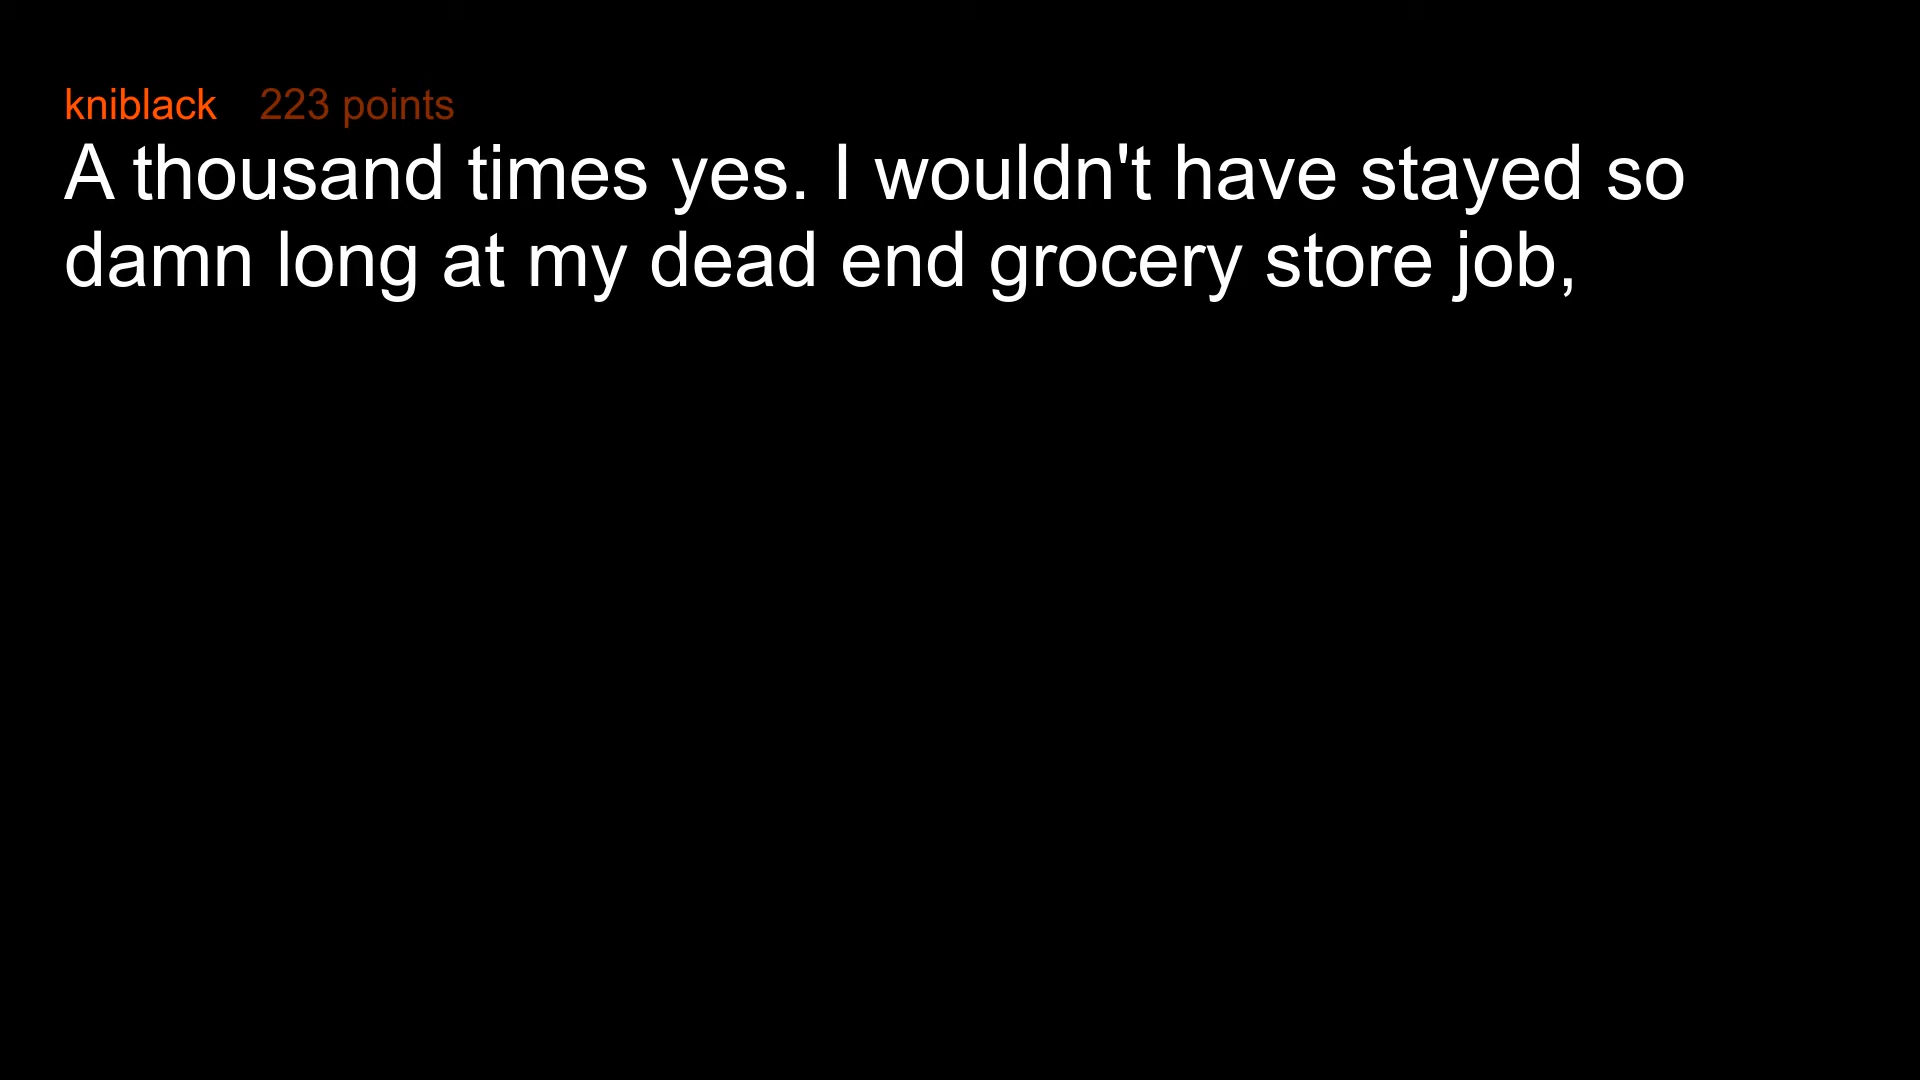 kniblack 223 points
A thousand times yes. I wouldn't have stayed so
damn long at my dead end grocery store job,